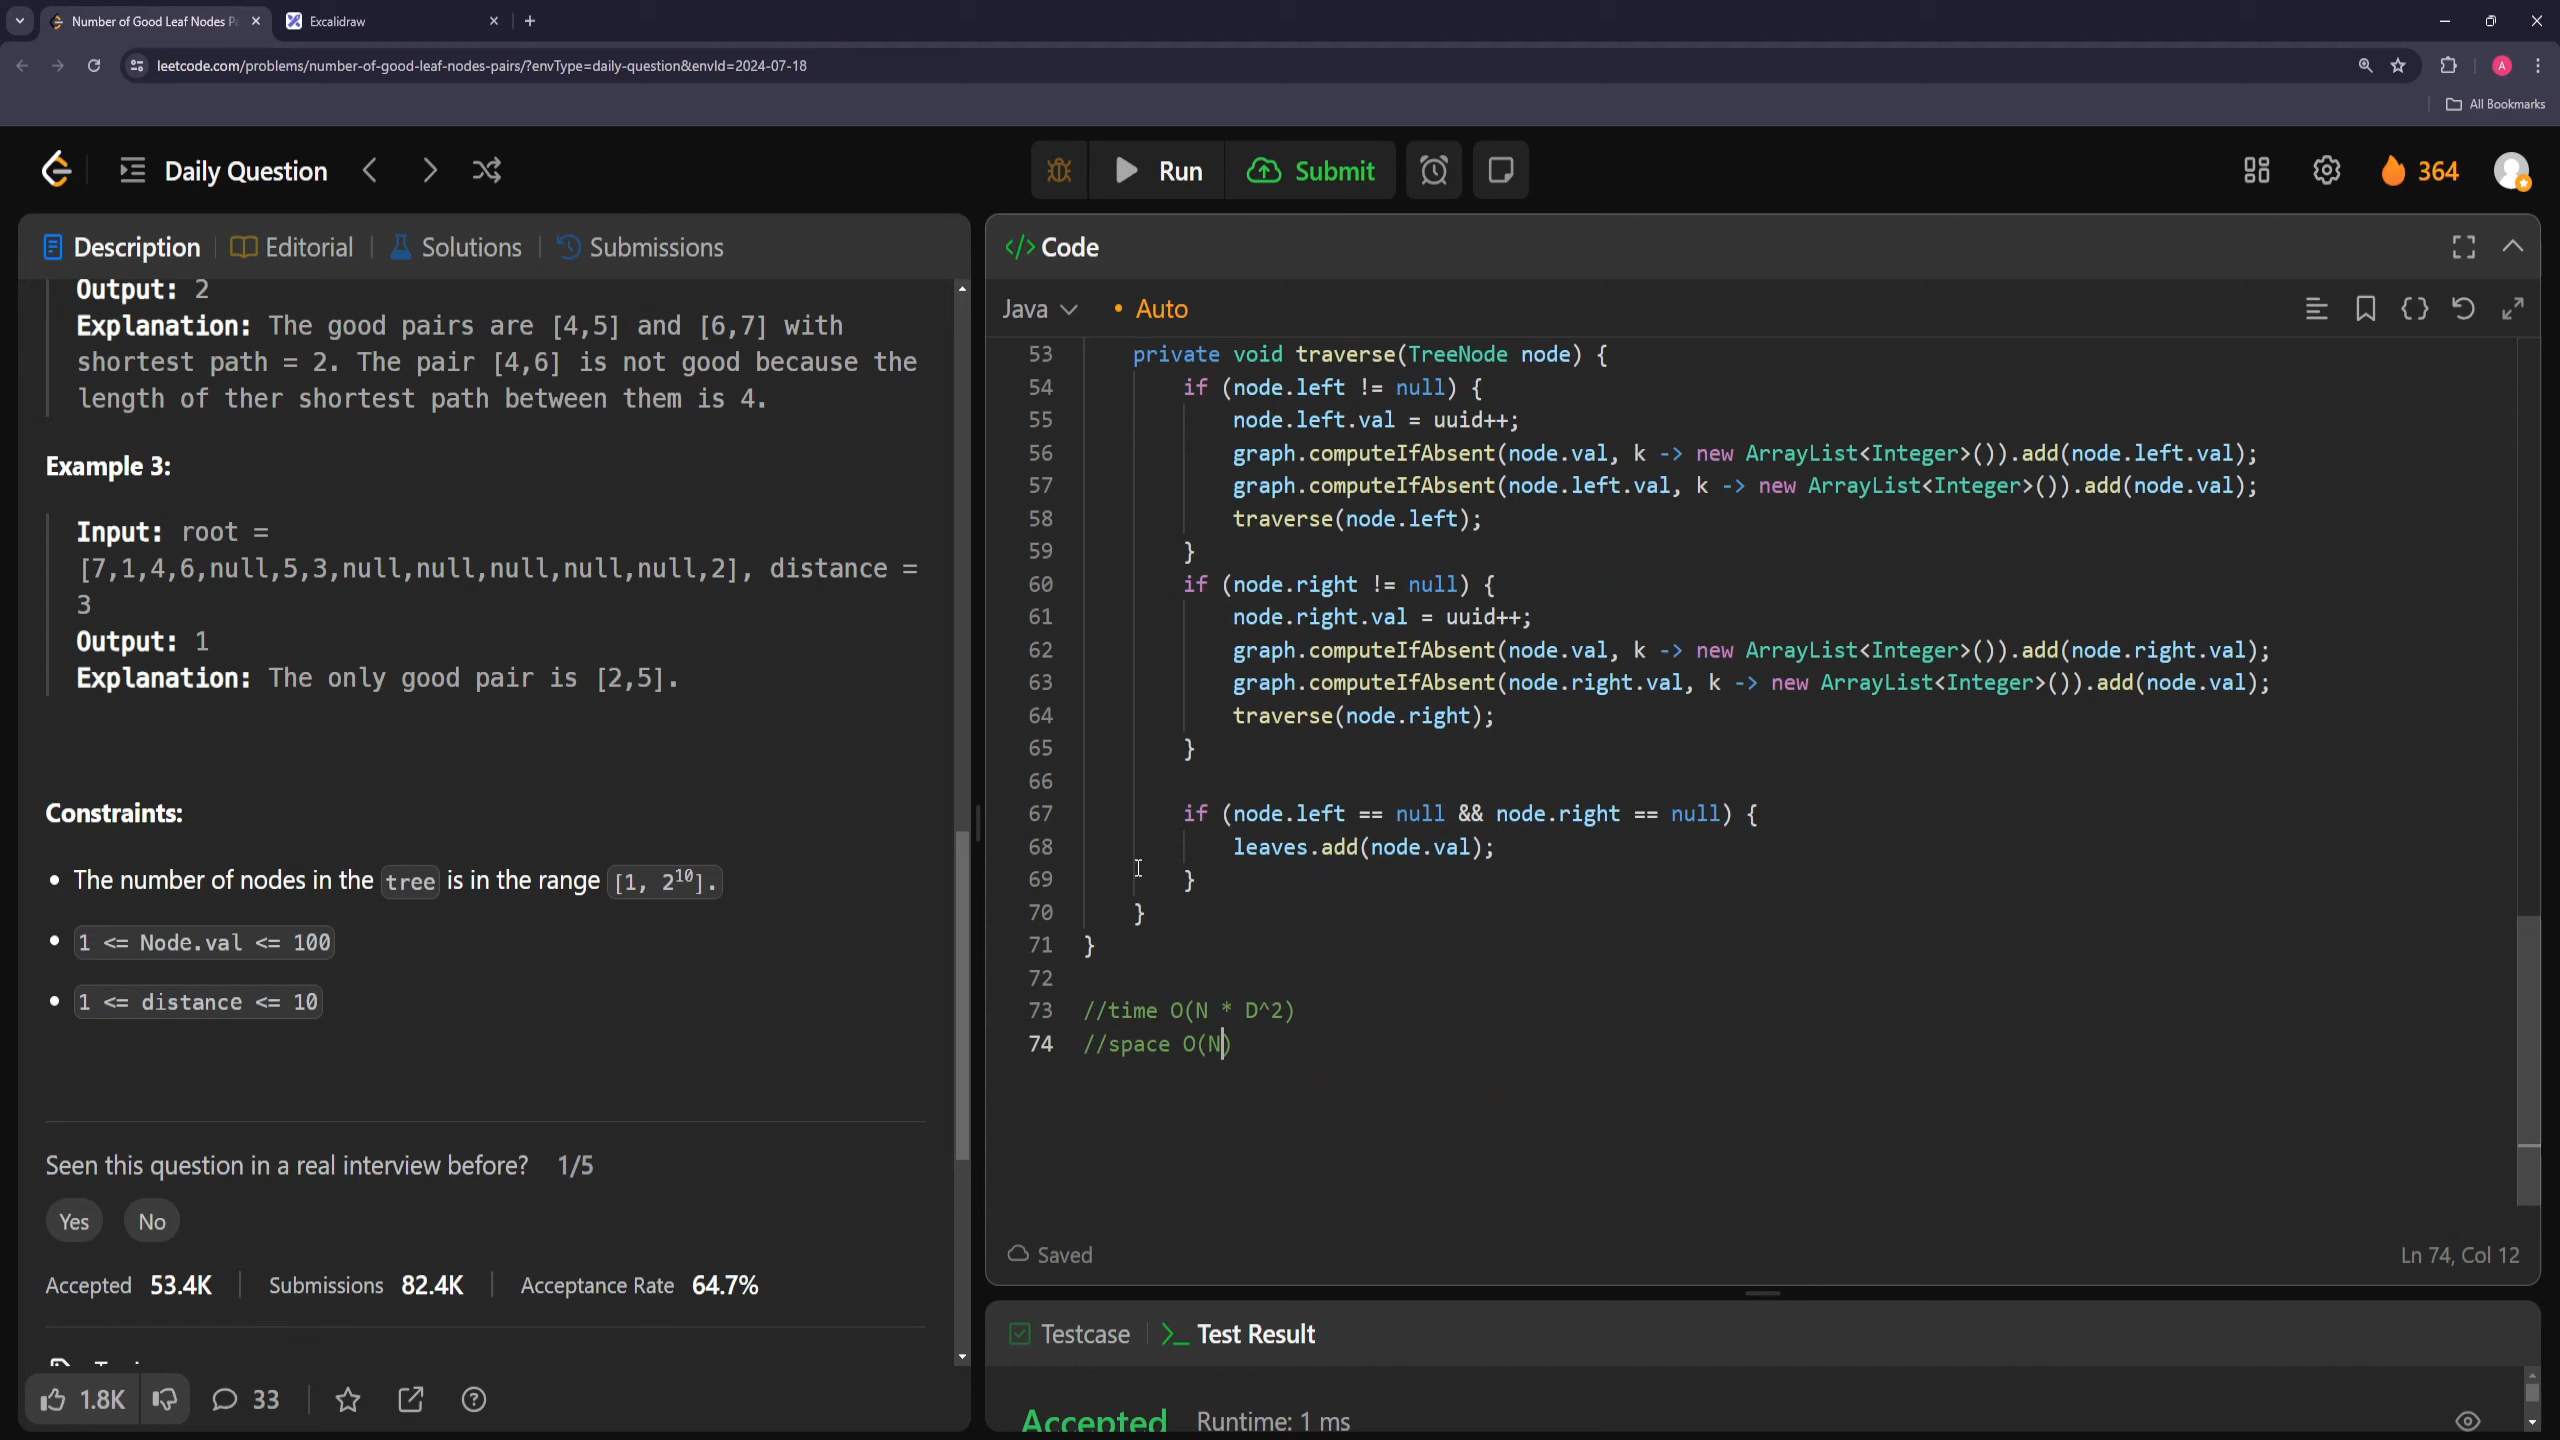 Number of Good Leaf Nodes P
Excalidraw
leetcode.com/problems/number-of-good-leaf-nodes-pairs/?envType=daily-question&envId=2024-07-18
A
All Bookmarks
Daily Question
Run
Submit
364
Description
Editorial
Solutions
Submissions
Output: 2
Explanation: The good pairs are [4,5] and [6,7] with
shortest path = 2. The pair [4,6] is not good because the
length of ther shortest path between them is 4.
Example 3:
Input: root =
[7,1,4,6,null,5,3,null,null,null,null,null,2], distance =
3
Output: 1
Explanation: The only good pair is [2,5].
Constraints:
• The number of nodes in the tree is in the range [1, 2^10].
• 1 <= Node.val <= 100
• 1 <= distance <= 10
Seen this question in a real interview before? 1/5
Yes No
Accepted 53.4K Submissions 82.4K Acceptance Rate 64.7%
1.8K 33
</> Code
Java • Auto
53 private void traverse(TreeNode node) {
54 if (node.left != null) {
55 node.left.val = uuid++;
56 graph.computeIfAbsent(node.val, k -> new ArrayList<Integer>()).add(node.left.val);
57 graph.computeIfAbsent(node.left.val, k -> new ArrayList<Integer>()).add(node.val);
58 traverse(node.left);
59 }
60 if (node.right != null) {
61 node.right.val = uuid++;
62 graph.computeIfAbsent(node.val, k -> new ArrayList<Integer>()).add(node.right.val);
63 graph.computeIfAbsent(node.right.val, k -> new ArrayList<Integer>()).add(node.val);
64 traverse(node.right);
65 }
66
67 if (node.left == null && node.right == null) {
68 leaves.add(node.val);
69 }
70 }
71 }
72
73 //time O(N * D^2)
74 //space O(N)
Saved
Ln 74, Col 12
Testcase
Test Result
Accepted Runtime: 1 ms